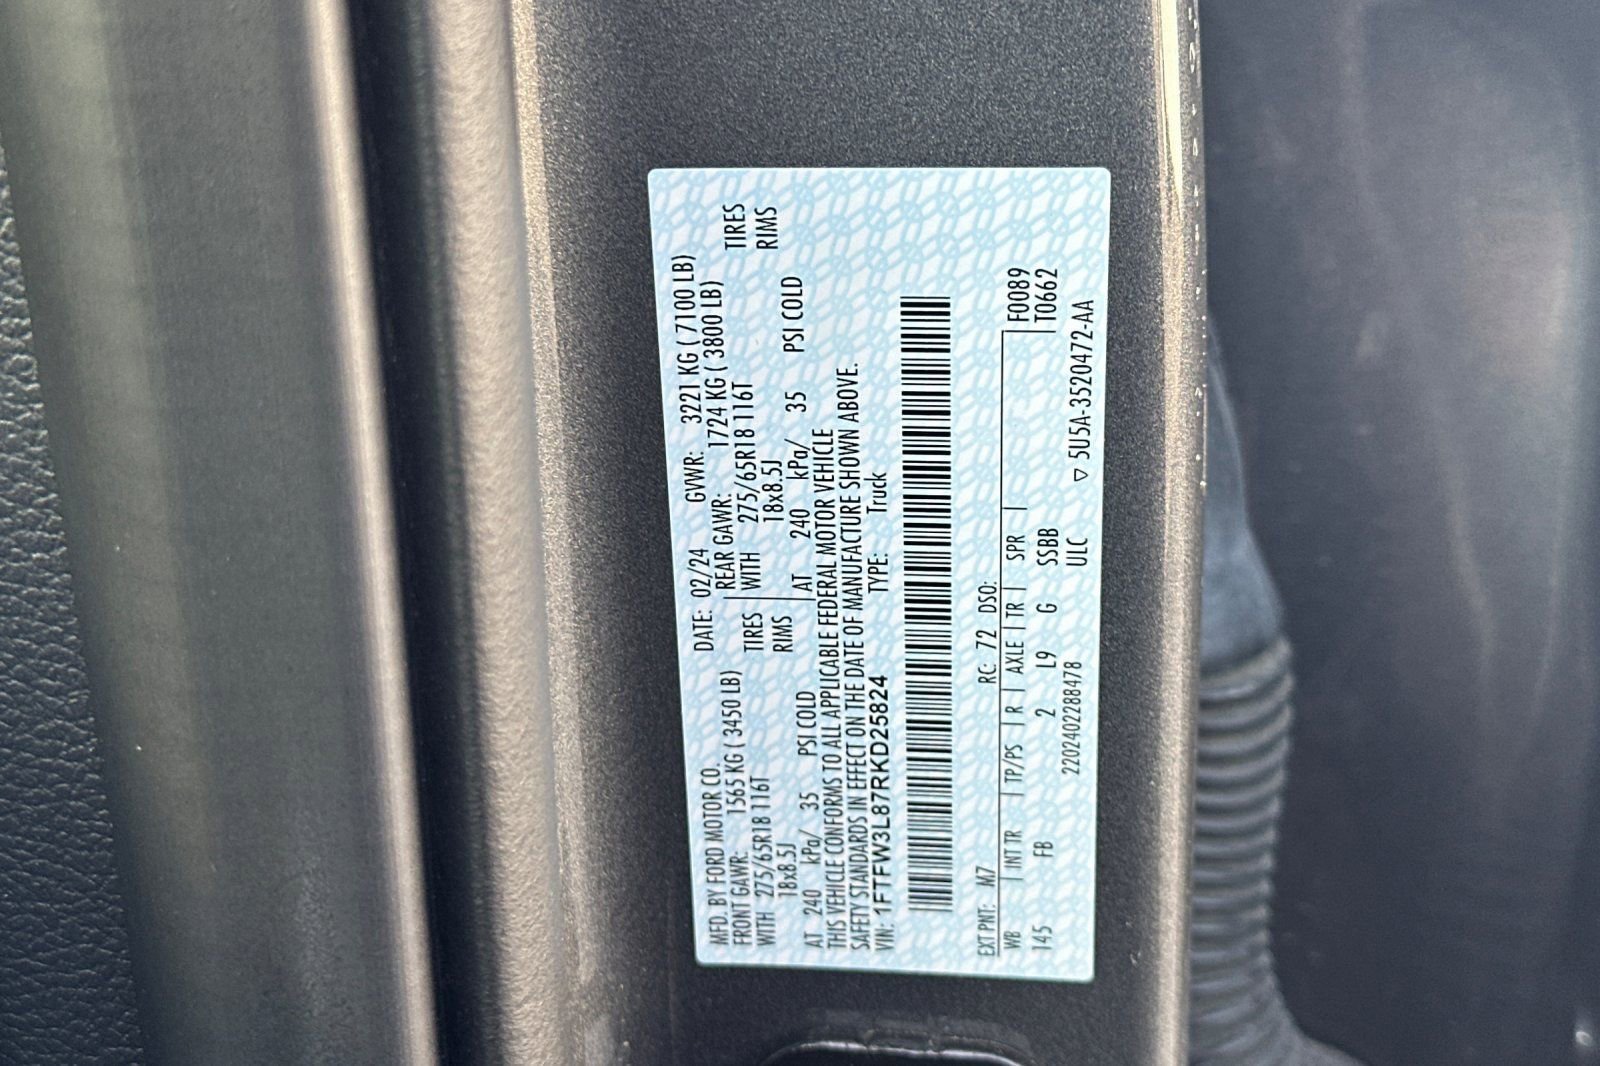 MFD. BY FORD MOTOR CO. DATE: 02/24 GVWR: 3221 KG ( 7100 LB)
FRONT GAWR: 1565 KG ( 3450 LB) REAR GAWR: 1724 KG ( 3800 LB)
WITH 275/65R18 116T TIRES WITH 275/65R18 116T TIRES
18x8.5J RIMS 18x8.5J RIMS
AT 240 kPa/ 35 PSI COLD AT 240 kPa/ 35 PSI COLD
THIS VEHICLE CONFORMS TO ALL APPLICABLE FEDERAL MOTOR VEHICLE
SAFETY STANDARDS IN EFFECT ON THE DATE OF MANUFACTURE SHOWN ABOVE.
VIN: 1FTFW3L87RKD25824 TYPE: Truck
EXT PNT: M7 RC: 72 DSO:
WB | INT TR | TP/PS | R | AXLE | TR | SPR | F0089
145 FB 2 L9 G SSBB T0662
2202402288478 ULC ▽ 5U5A-3520472-AA